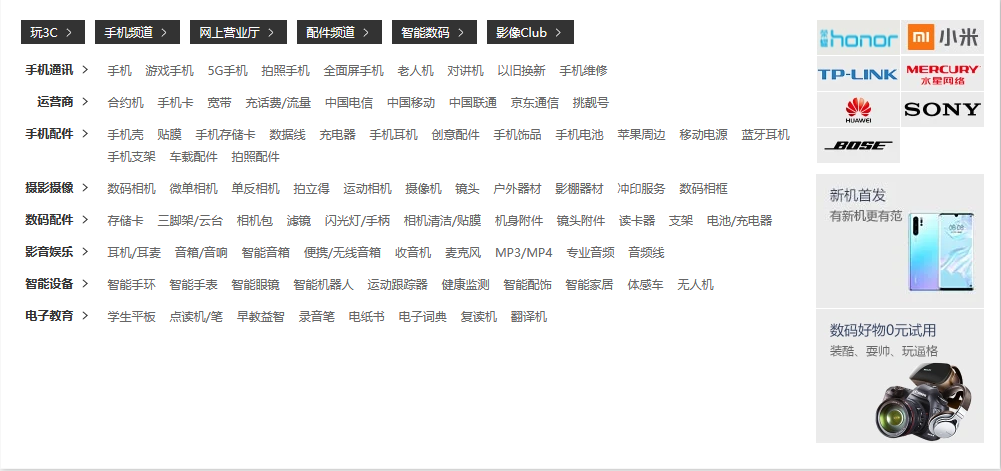 玩3C > 手机频道 > 网上营业厅 > 配件频道 > 智能数码 > 影像Club >
手机通讯 > 手机 游戏手机 5G手机 拍照手机 全面屏手机 老人机 对讲机 以旧换新 手机维修
运营商 > 合约机 手机卡 宽带 充话费/流量 中国电信 中国移动 中国联通 京东通信 挑靓号
手机配件 > 手机壳 贴膜 手机存储卡 数据线 充电器 手机耳机 创意配件 手机饰品 手机电池 苹果周边 移动电源 蓝牙耳机
手机支架 车载配件 拍照配件
摄影摄像 > 数码相机 微单相机 单反相机 拍立得 运动相机 摄像机 镜头 户外器材 影棚器材 冲印服务 数码相框
数码配件 > 存储卡 三脚架/云台 相机包 滤镜 闪光灯/手柄 相机清洁/贴膜 机身附件 镜头附件 读卡器 支架 电池/充电器
影音娱乐 > 耳机/耳麦 音箱/音响 智能音箱 便携/无线音箱 收音机 麦克风 MP3/MP4 专业音频 音频线
智能设备 > 智能手环 智能手表 智能眼镜 智能机器人 运动跟踪器 健康监测 智能配饰 智能家居 体感车 无人机
电子教育 > 学生平板 点读机/笔 早教益智 录音笔 电纸书 电子词典 复读机 翻译机
荣耀 honor
mi 小米
TP-LINK
MERCURY
水星网络
HUAWEI
SONY
BOSE
新机首发
有新机更有范
08:08
数码好物0元试用
装酷、耍帅、玩逼格